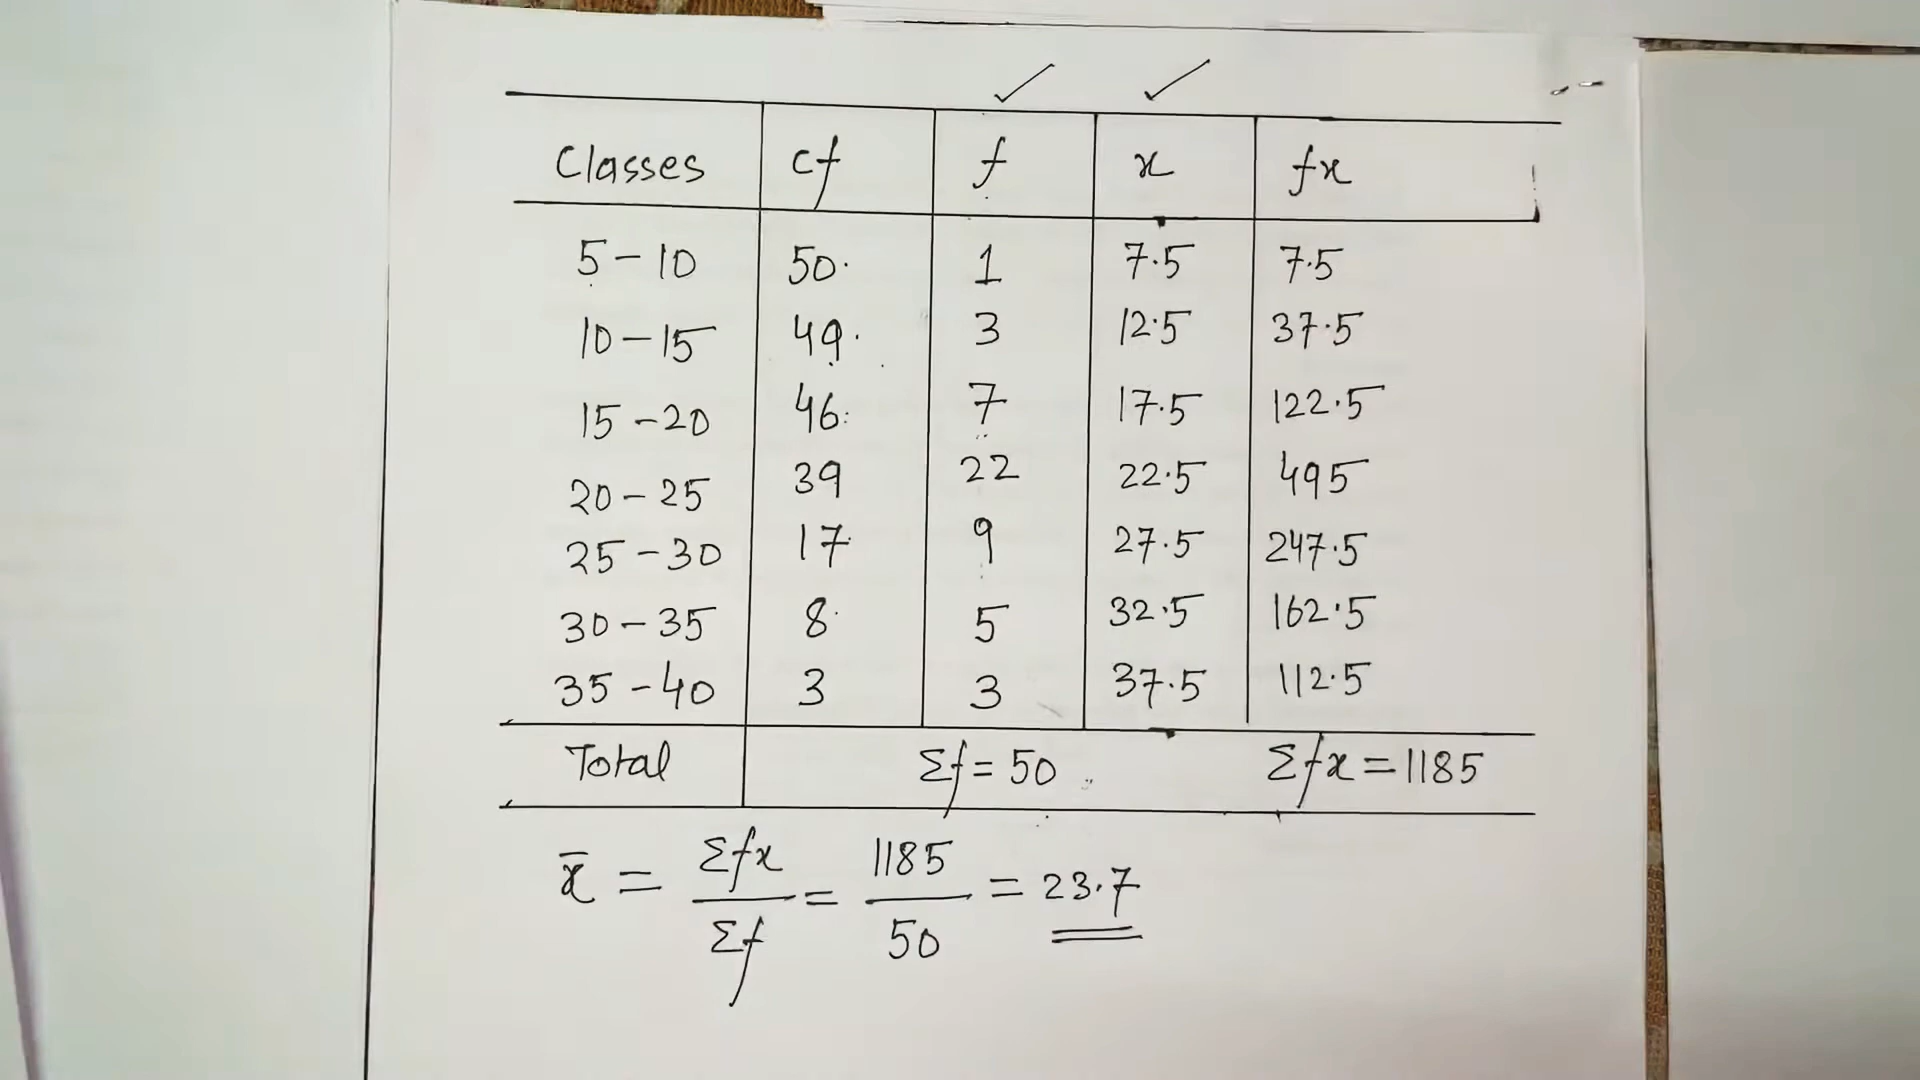 Classes cf f x fx
5-10 50 1 7.5 7.5
10-15 49 3 12.5 37.5
15-20 46 7 17.5 122.5
20-25 39 22 22.5 495
25-30 17 9 27.5 247.5
30-35 8 5 32.5 162.5
35-40 3 3 37.5 112.5
Total Σf = 50 Σfx = 1185
x̄ = Σfx/Σf = 1185/50 = 23.7